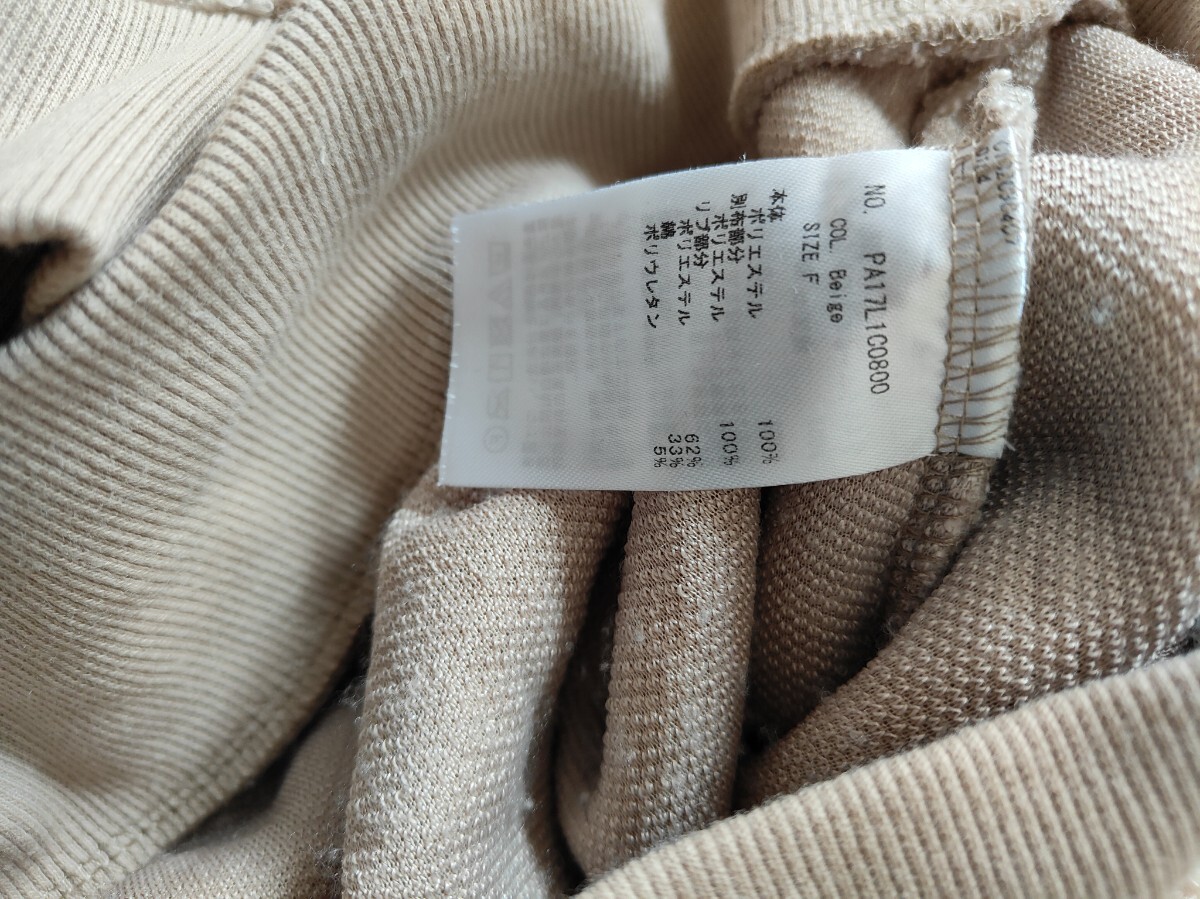 NO. PA17L1C0800
COL. Beige
SIZE F
本体
ポリエステル 100%
別布部分
ポリエステル 100%
リブ部分
ポリエステル 62%
綿 33%
ポリウレタン 5%